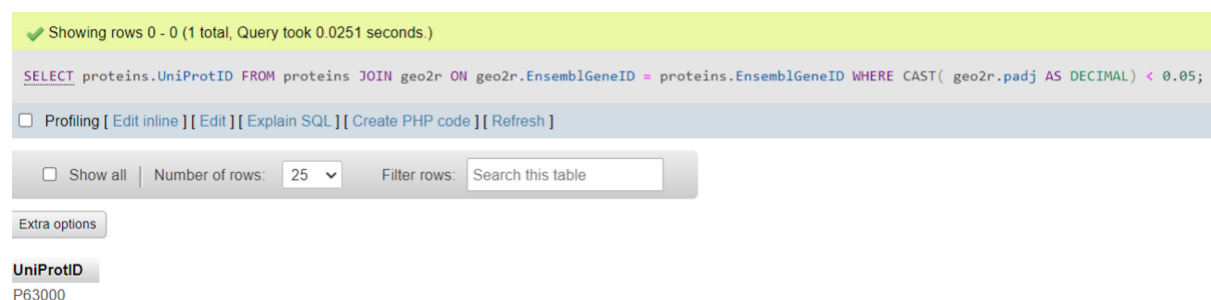 Showing rows 0 - 0 (1 total, Query took 0.0251 seconds.)
SELECT proteins.UniProtID FROM proteins JOIN geo2r ON geo2r.EnsemblGeneID = proteins.EnsemblGeneID WHERE CAST( geo2r.padj AS DECIMAL) < 0.05;
Profiling [ Edit inline ] [ Edit ] [ Explain SQL ] [ Create PHP code ] [ Refresh ]
Show all Number of rows: 25 Filter rows: Search this table
Extra options
UniProtID
P63000